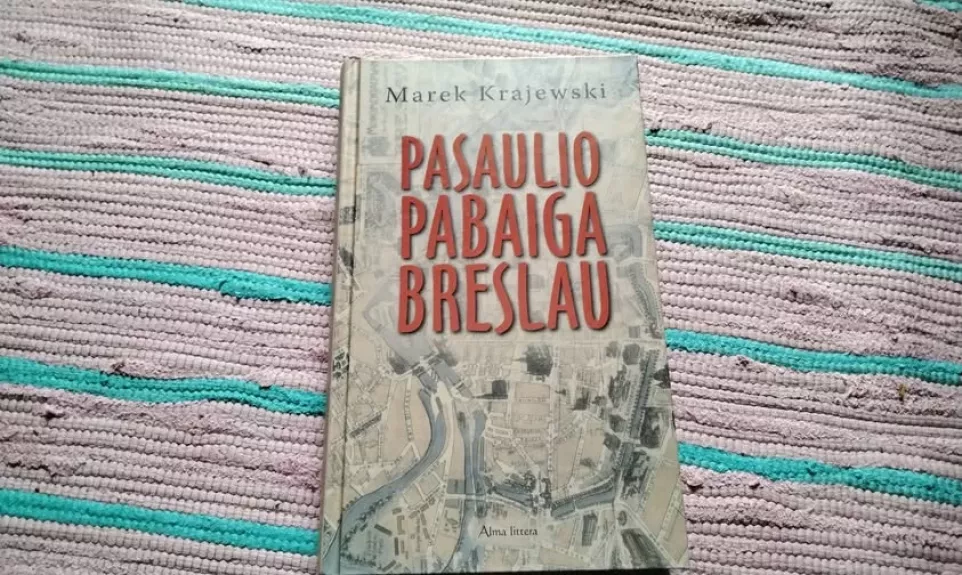 Marek Krajewski
PASAULIO
PABAIGA
BRESLAU
Alma littera